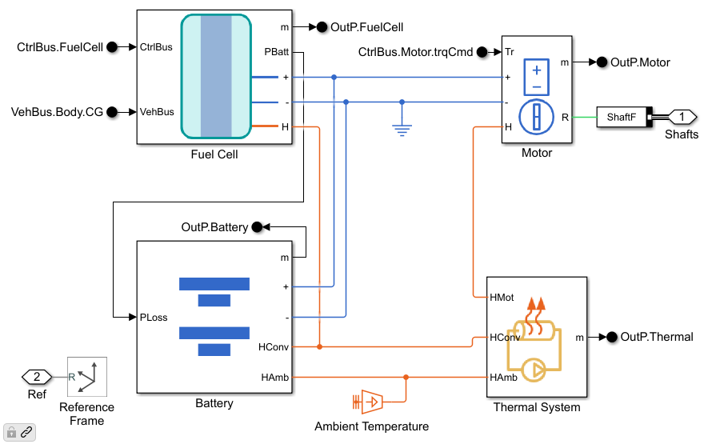 m
OutP.FuelCell
CtrlBus.FuelCell
CtrlBus
PBatt
CtrlBus.Motor.trqCmd
Tr
m
OutP.Motor
+
+
VehBus.Body.CG
VehBus
-
-
H
H
R
ShaftF
1
Shafts
Fuel Cell
Motor
OutP.Battery
m
+
HMot
PLoss
-
HConv
HConv
m
OutP.Thermal
2
Ref
R
HAmb
HAmb
Reference
Frame
Battery
Ambient Temperature
Thermal System